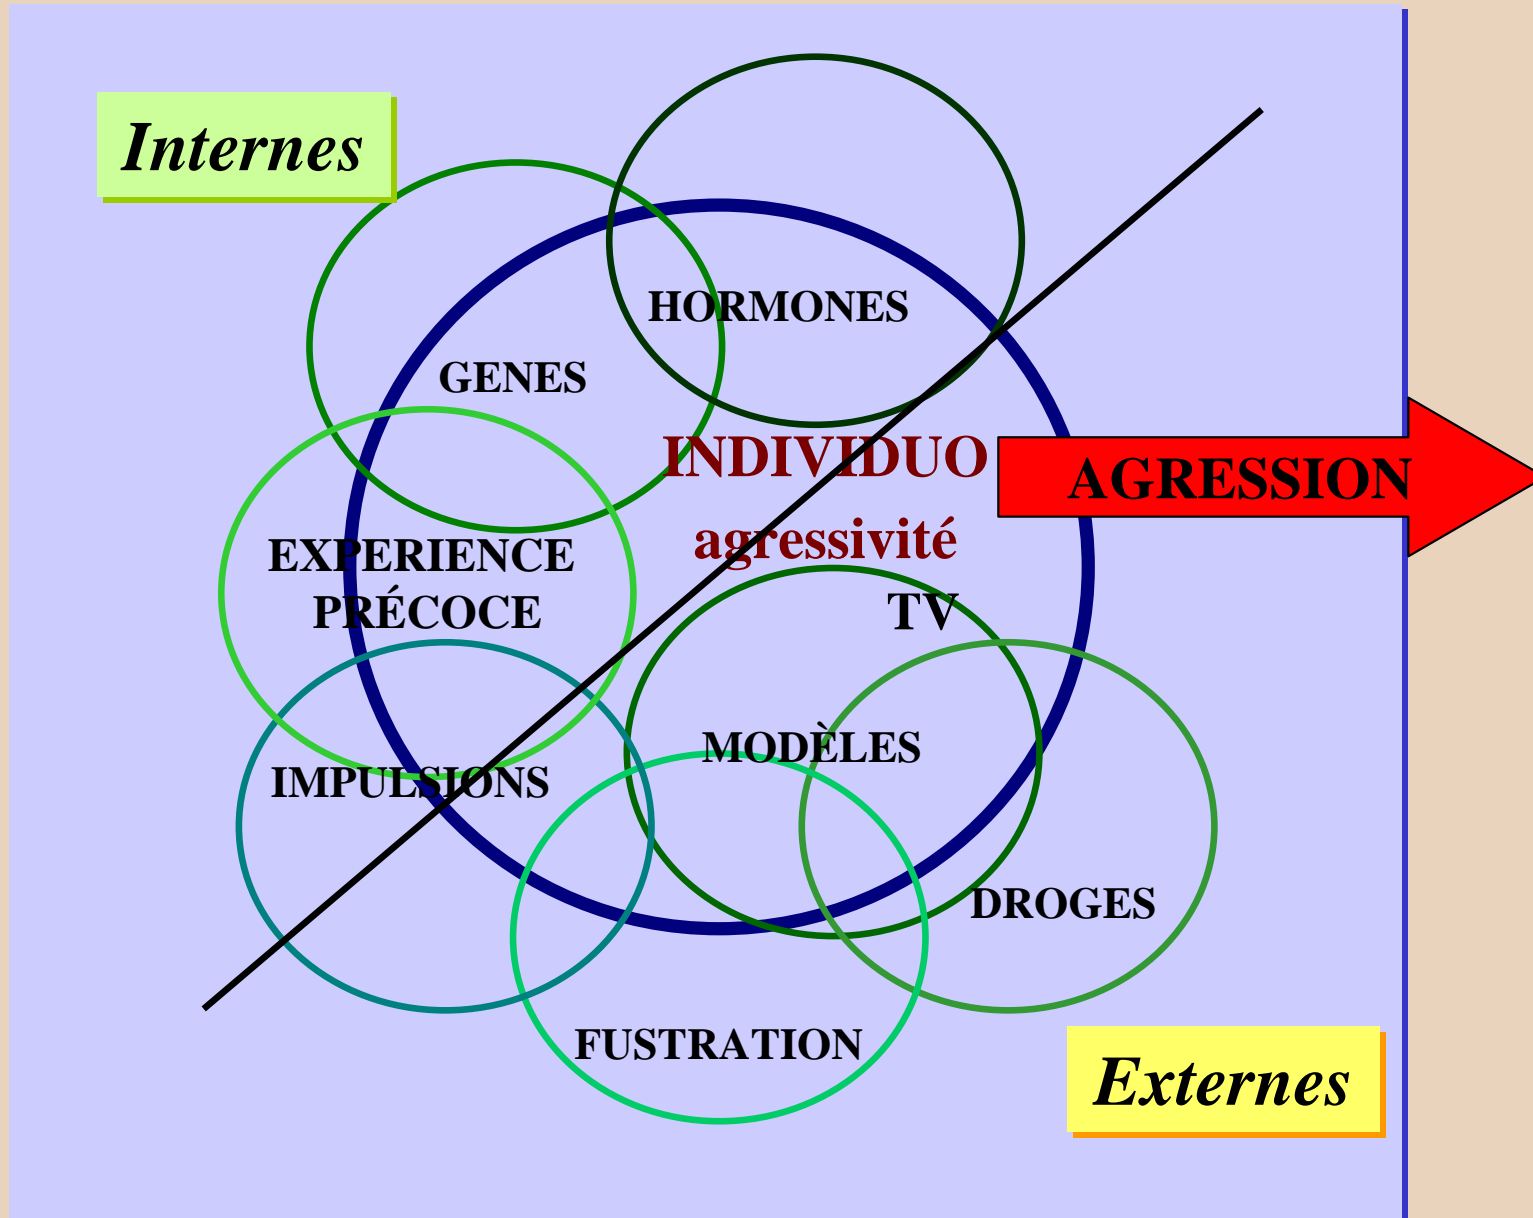 Internes
HORMONES
GENES
INDIVIDUO
AGRESSION
agressivité
EXPERIENCE
PRÉCOCE
TV
MODÈLES
IMPULSIONS
DROGES
FUSTRATION
Externes